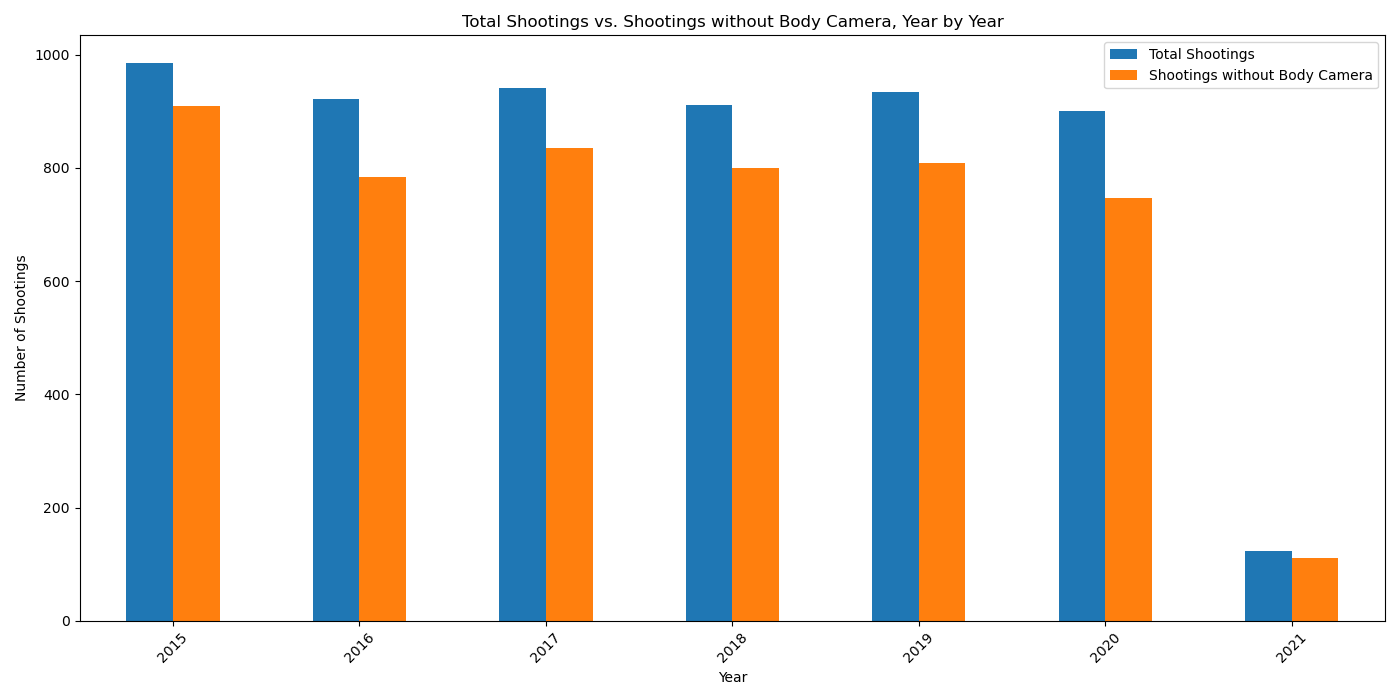 Total Shootings vs. Shootings without Body Camera, Year by Year
Total Shootings
Shootings without Body Camera
Number of Shootings
1000
800
600
400
200
0
2015
2016
2017
2018
2019
2020
2021
Year